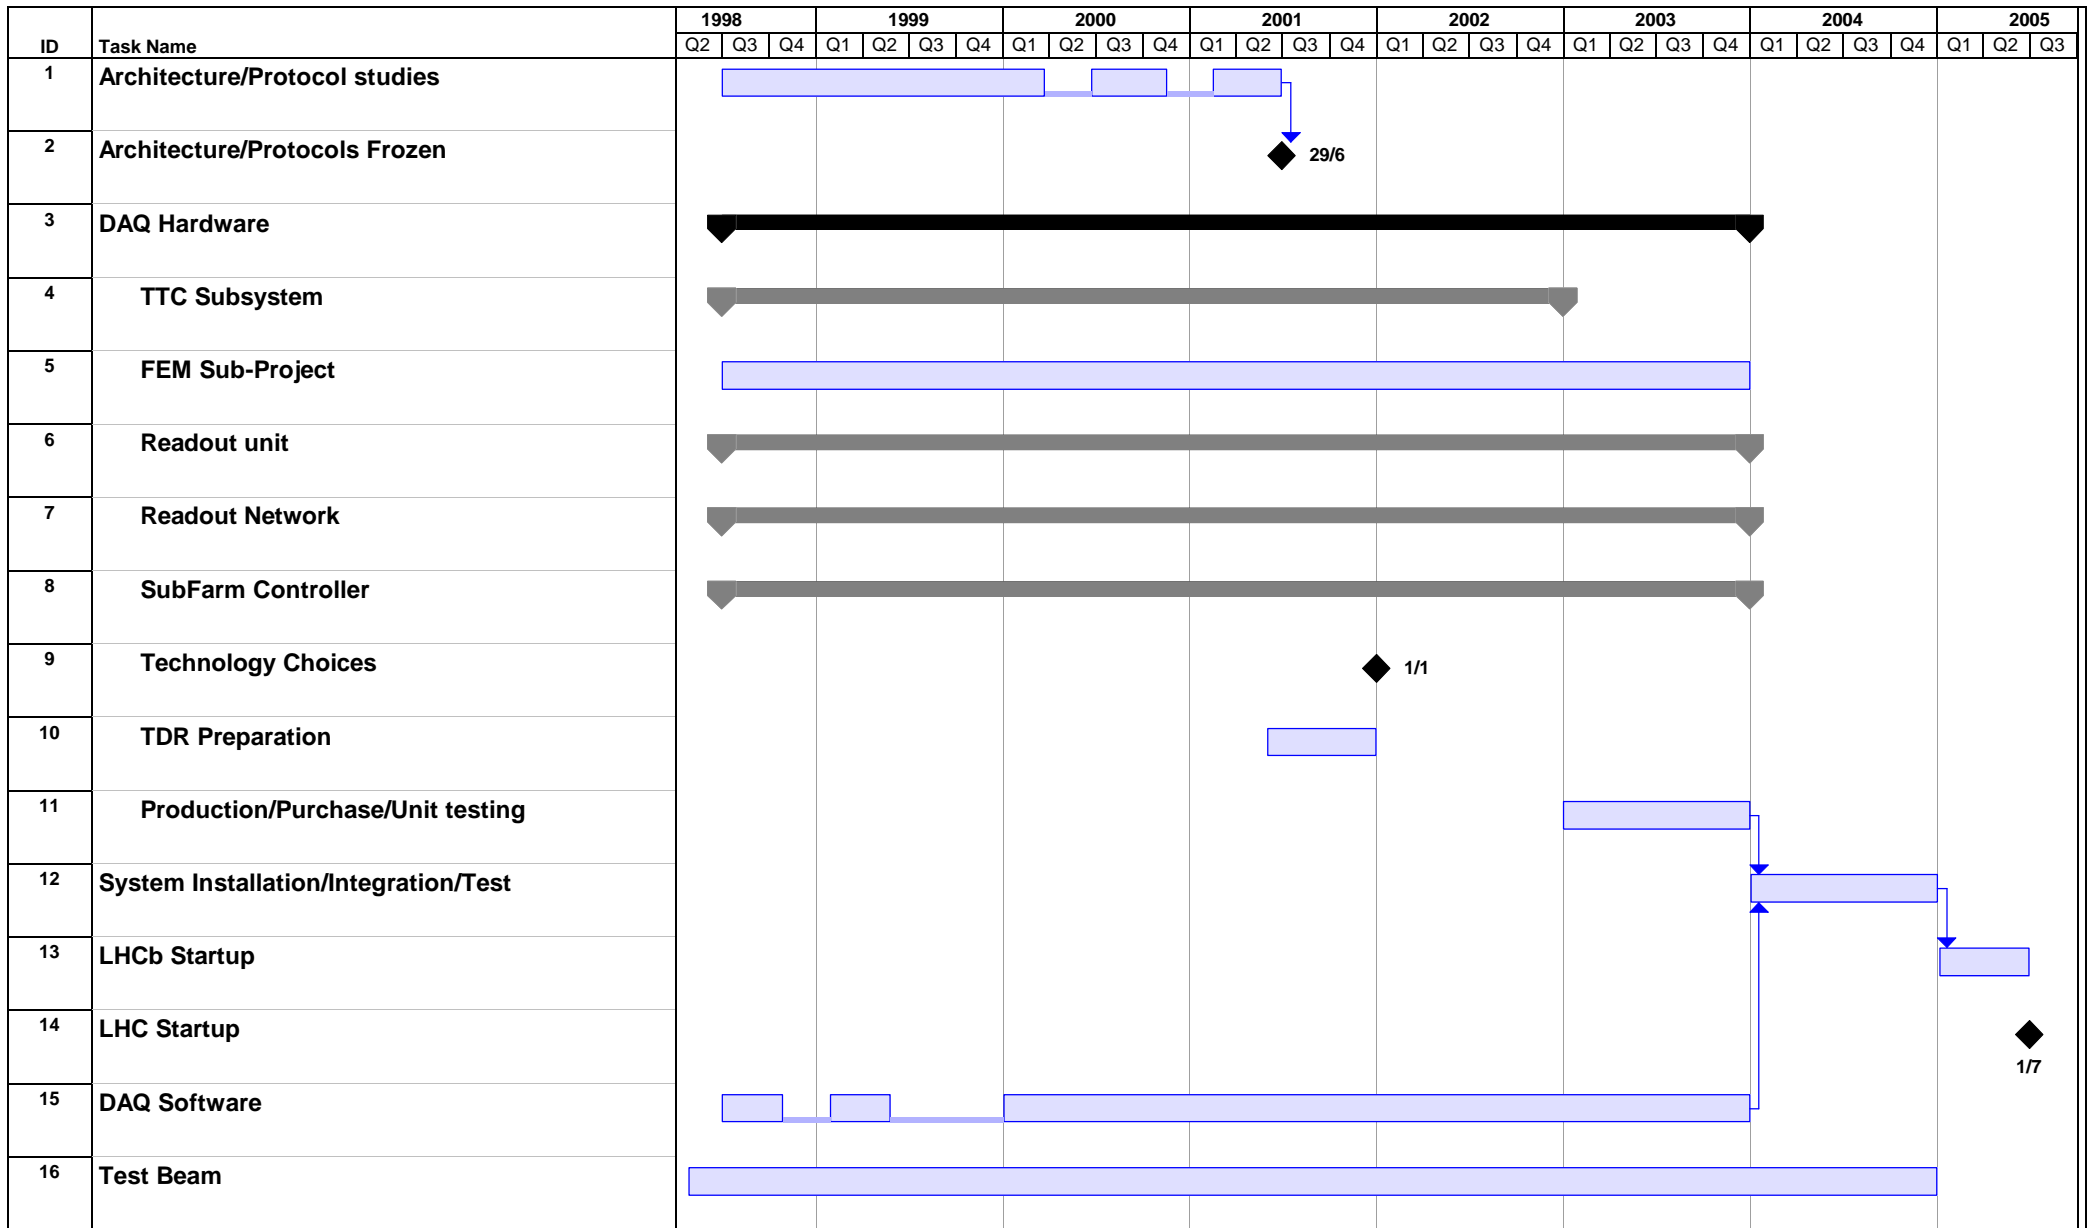 1998 1999 2000 2001 2002 2003 2004 2005
ID Task Name Q2 Q3 Q4 Q1 Q2 Q3 Q4 Q1 Q2 Q3 Q4 Q1 Q2 Q3 Q4 Q1 Q2 Q3 Q4 Q1 Q2 Q3 Q4 Q1 Q2 Q3 Q4 Q1 Q2 Q3
1 Architecture/Protocol studies
2 Architecture/Protocols Frozen 29/6
3 DAQ Hardware
4 TTC Subsystem
5 FEM Sub-Project
6 Readout unit
7 Readout Network
8 SubFarm Controller
9 Technology Choices 1/1
10 TDR Preparation
11 Production/Purchase/Unit testing
12 System Installation/Integration/Test
13 LHCb Startup
14 LHC Startup
1/7
15 DAQ Software
16 Test Beam